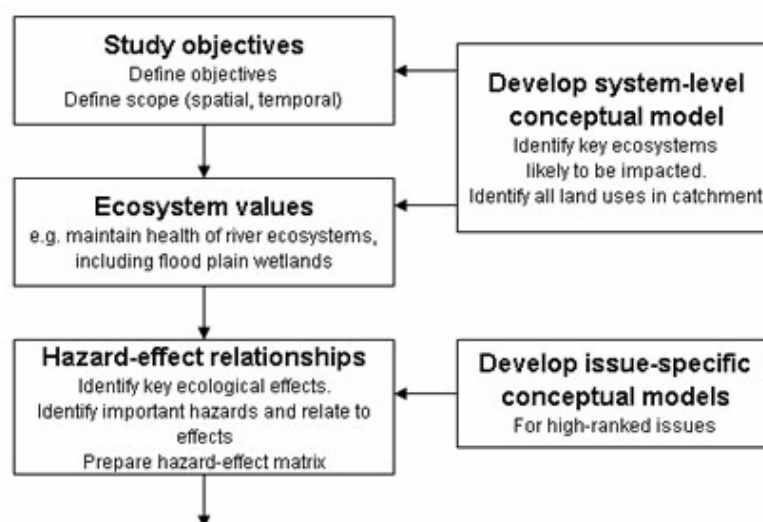 Study objectives
Define objectives
Define scope (spatial, temporal)
Develop system-level
conceptual model
Identify key ecosystems
likely to be impacted.
Identify all land uses in catchment
Ecosystem values
e.g. maintain health of river ecosystems,
including flood plain wetlands
Hazard-effect relationships
Identify key ecological effects.
Identify important hazards and relate to
effects
Prepare hazard-effect matrix
Develop issue-specific
conceptual models
For high-ranked issues